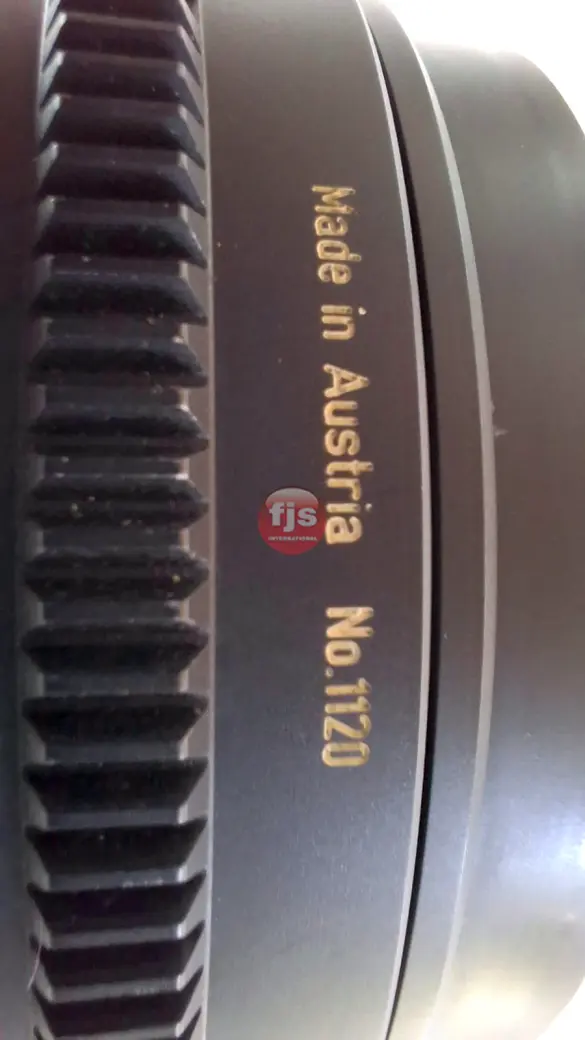 Made in Austria No.1120
fjs
INTERNATIONAL